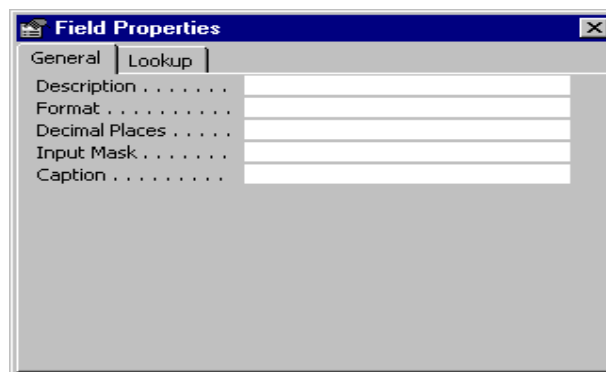 Field Properties
General Lookup
Description . . . . . . .
Format . . . . . . . . . .
Decimal Places . . . . .
Input Mask . . . . . . .
Caption . . . . . . . . .